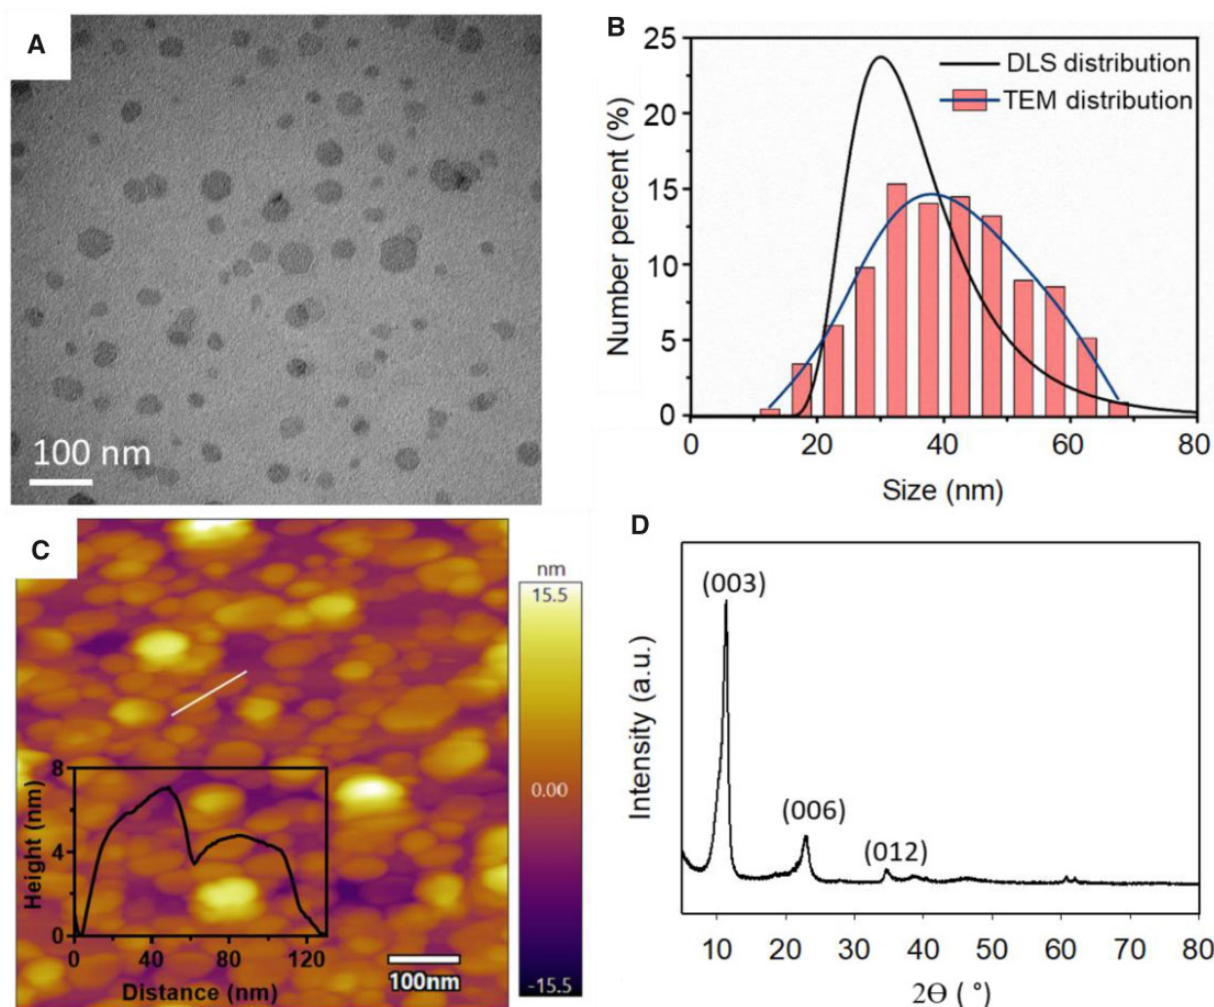 A
100 nm
B
25
20
15
10
5
0
Number percent (%)
DLS distribution
TEM distribution
0 20 40 60 80
Size (nm)
C
nm
15.5
0.00
-15.5
8
4
0
Height (nm)
0 40 80 120
Distance (nm)
100nm
D
(003)
(006)
(012)
Intensity (a.u.)
10 20 30 40 50 60 70 80
2Θ ( °)